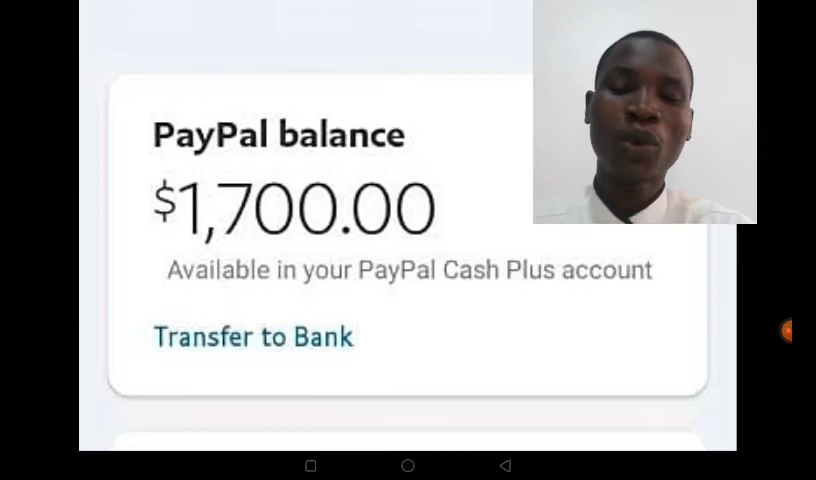 PayPal balance
$1,700.00
Available in your PayPal Cash Plus account
Transfer to Bank